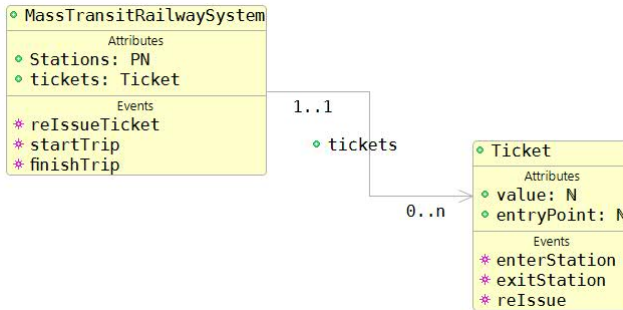 MassTransitRailwaySystem
Attributes
Stations: PN
tickets: Ticket
Events
reIssueTicket
startTrip
finishTrip
1..1
tickets
0..n
Ticket
Attributes
value: ℕ
entryPoint: ℕ
Events
enterStation
exitStation
reIssue